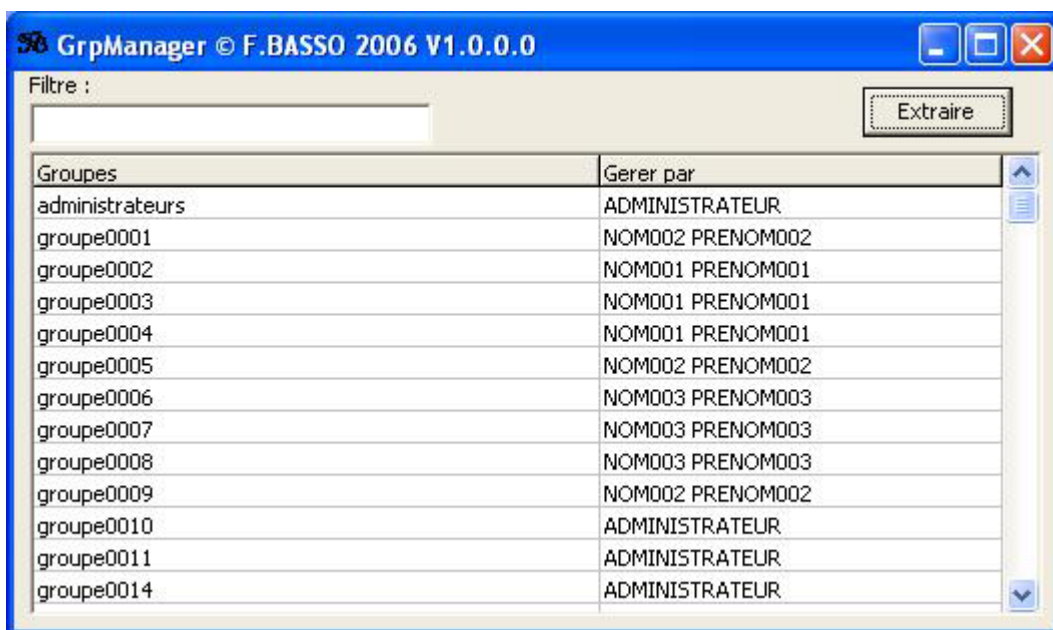 GrpManager © F.BASSO 2006 V1.0.0.0
Filtre :
Extraire
Groupes Gerer par
administrateurs ADMINISTRATEUR
groupe0001 NOM002 PRENOM002
groupe0002 NOM001 PRENOM001
groupe0003 NOM001 PRENOM001
groupe0004 NOM001 PRENOM001
groupe0005 NOM002 PRENOM002
groupe0006 NOM003 PRENOM003
groupe0007 NOM003 PRENOM003
groupe0008 NOM003 PRENOM003
groupe0009 NOM002 PRENOM002
groupe0010 ADMINISTRATEUR
groupe0011 ADMINISTRATEUR
groupe0014 ADMINISTRATEUR